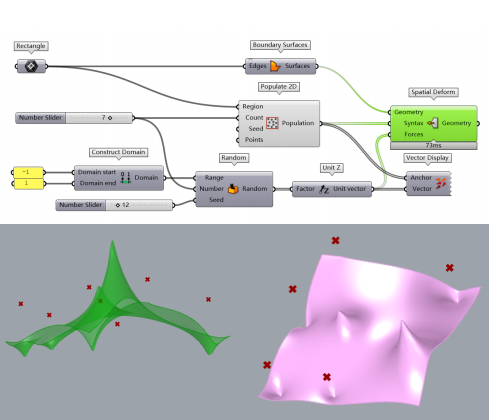 Rectangle
Boundary Surfaces
Edges Surfaces
Populate 2D
Spatial Deform
Region
Count
Seed
Points
Population
Geometry
Syntax
Forces
Geometry
73ms
Number Slider 7
Construct Domain
Random
Unit Z
Vector Display
-1
1
Domain start
Domain end
Domain
Range
Number
Seed
Random
Factor Unit vector
Anchor
Vector
Number Slider 12